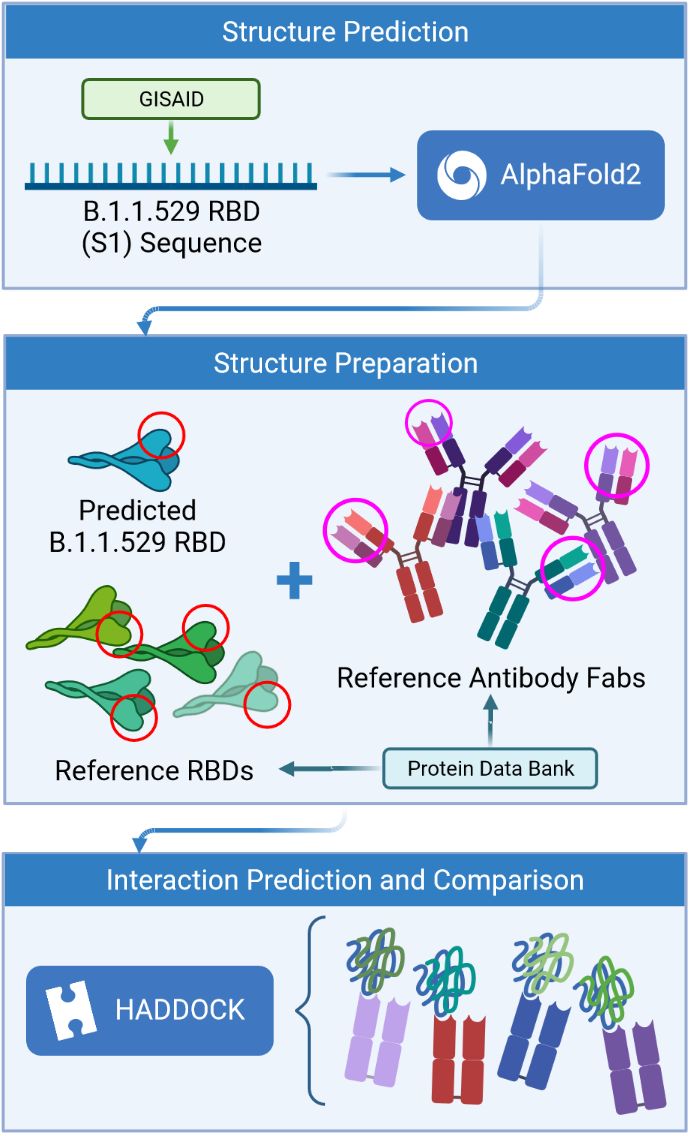 Structure Prediction
GISAID
B.1.1.529 RBD
(S1) Sequence
AlphaFold2
Structure Preparation
Predicted
B.1.1.529 RBD
Reference Antibody Fabs
Reference RBDs
Protein Data Bank
Interaction Prediction and Comparison
HADDOCK